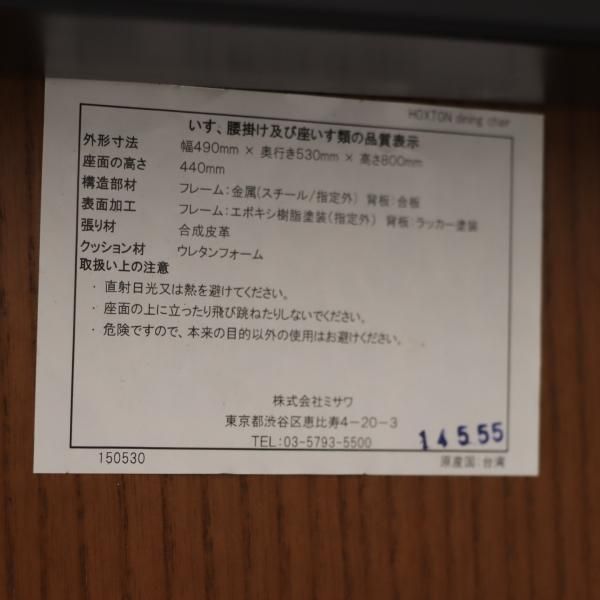 HOXTON dining chair
いす、腰掛け及び座いす類の品質表示
外形寸法 幅490mm × 奥行き530mm × 高さ800mm
座面の高さ 440mm
構造部材 フレーム:金属(スチール/指定外) 背板:合板
表面加工 フレーム:エポキシ樹脂塗装(指定外) 背板:ラッカー塗装
張り材 合成皮革
クッション材 ウレタンフォーム
取扱い上の注意
・ 直射日光又は熱を避けてください。
・ 座面の上に立ったり飛び跳ねたりしないでください。
・ 危険ですので、本来の目的以外の使用はお避けください。
株式会社ミサワ
東京都渋谷区恵比寿4-20-3
TEL:03-5793-5500
14555
150530
原産国:台湾